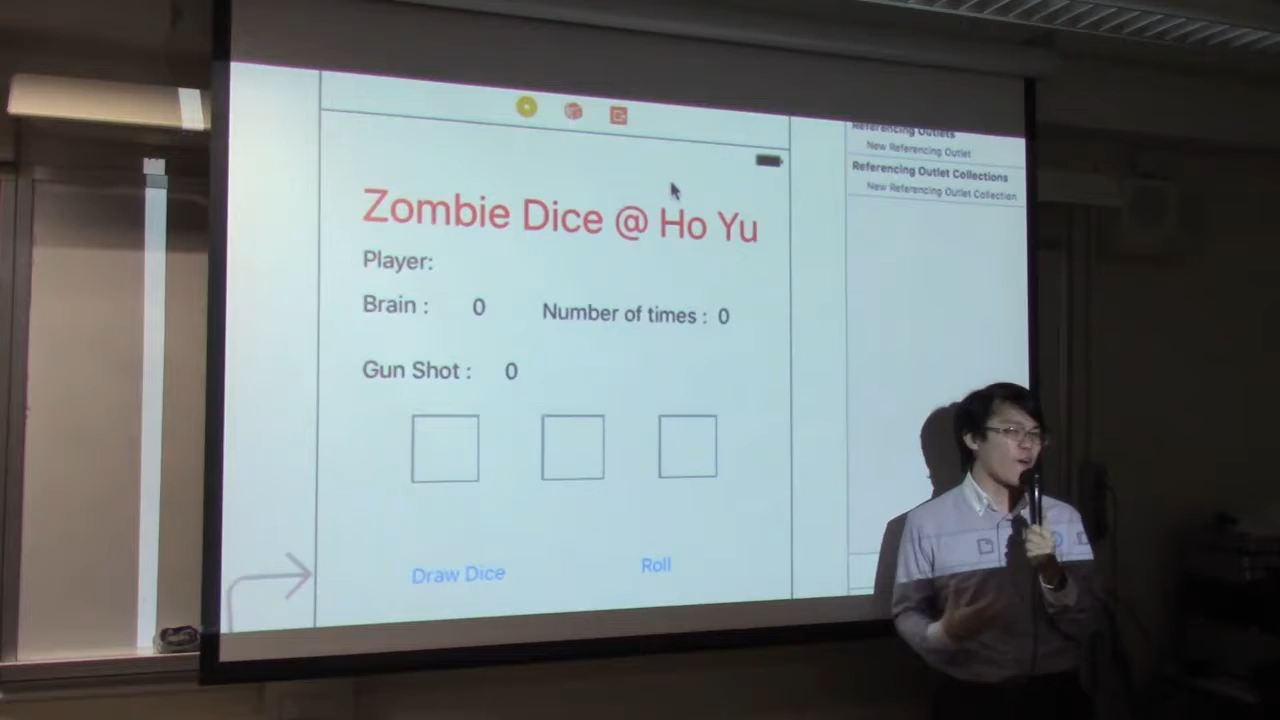 Referencing Outlets
New Referencing Outlet
Referencing Outlet Collections
New Referencing Outlet Collection
Zombie Dice @ Ho Yu
Player:
Brain : 0 Number of times : 0
Gun Shot : 0
Draw Dice Roll